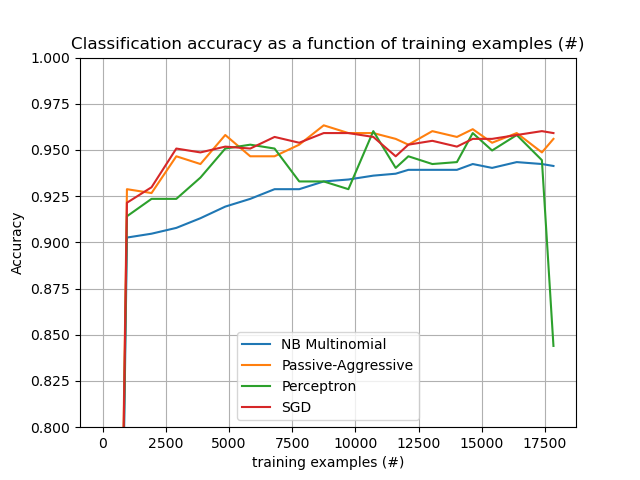 Classification accuracy as a function of training examples (#)
1.000
0.975
0.950
0.925
0.900
0.875
0.850
0.825
0.800
Accuracy
NB Multinomial
Passive-Aggressive
Perceptron
SGD
0 2500 5000 7500 10000 12500 15000 17500
training examples (#)